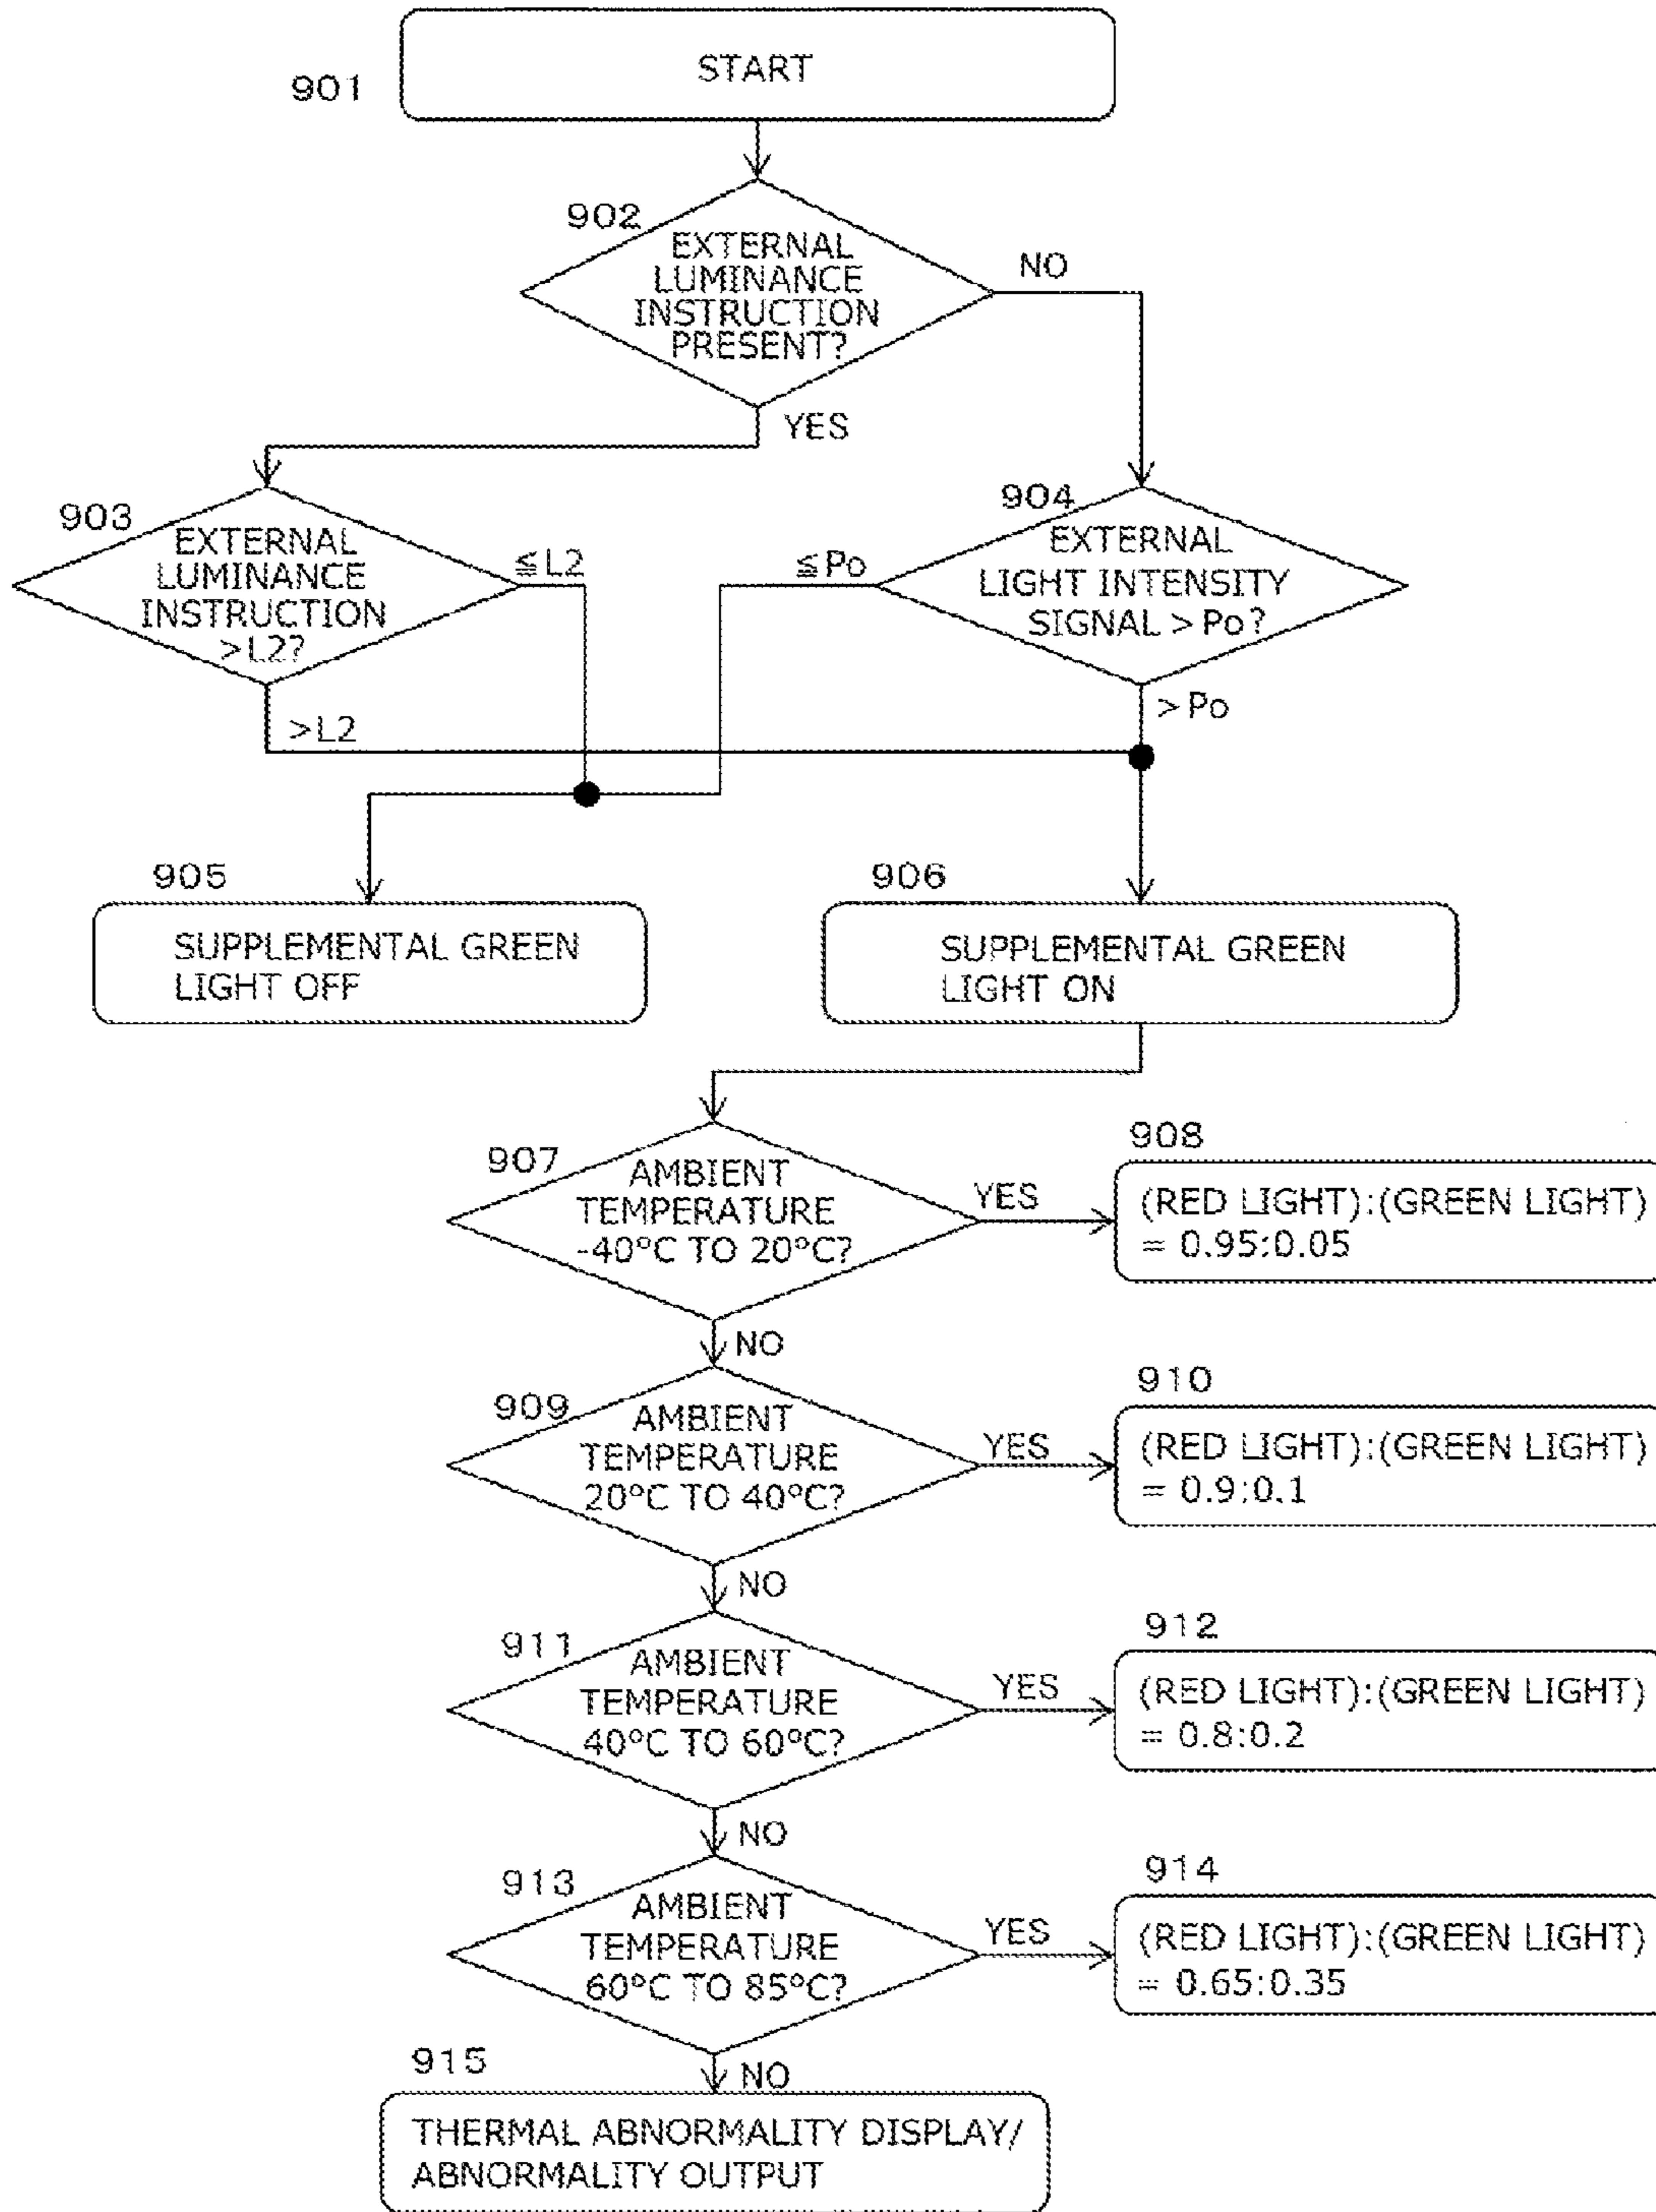 901
START
902
EXTERNAL
LUMINANCE
INSTRUCTION
PRESENT?
NO
YES
903
EXTERNAL
LUMINANCE
INSTRUCTION
>L2?
≦L2
>L2
904
EXTERNAL
LIGHT INTENSITY
SIGNAL > Po?
≦Po
>Po
905
SUPPLEMENTAL GREEN
LIGHT OFF
906
SUPPLEMENTAL GREEN
LIGHT ON
907
AMBIENT
TEMPERATURE
-40°C TO 20°C?
YES
NO
908
(RED LIGHT):(GREEN LIGHT)
= 0.95:0.05
909
AMBIENT
TEMPERATURE
20°C TO 40°C?
YES
NO
910
(RED LIGHT):(GREEN LIGHT)
= 0.9:0.1
911
AMBIENT
TEMPERATURE
40°C TO 60°C?
YES
NO
912
(RED LIGHT):(GREEN LIGHT)
= 0.8:0.2
913
AMBIENT
TEMPERATURE
60°C TO 85°C?
YES
NO
914
(RED LIGHT):(GREEN LIGHT)
= 0.65:0.35
915
THERMAL ABNORMALITY DISPLAY/
ABNORMALITY OUTPUT